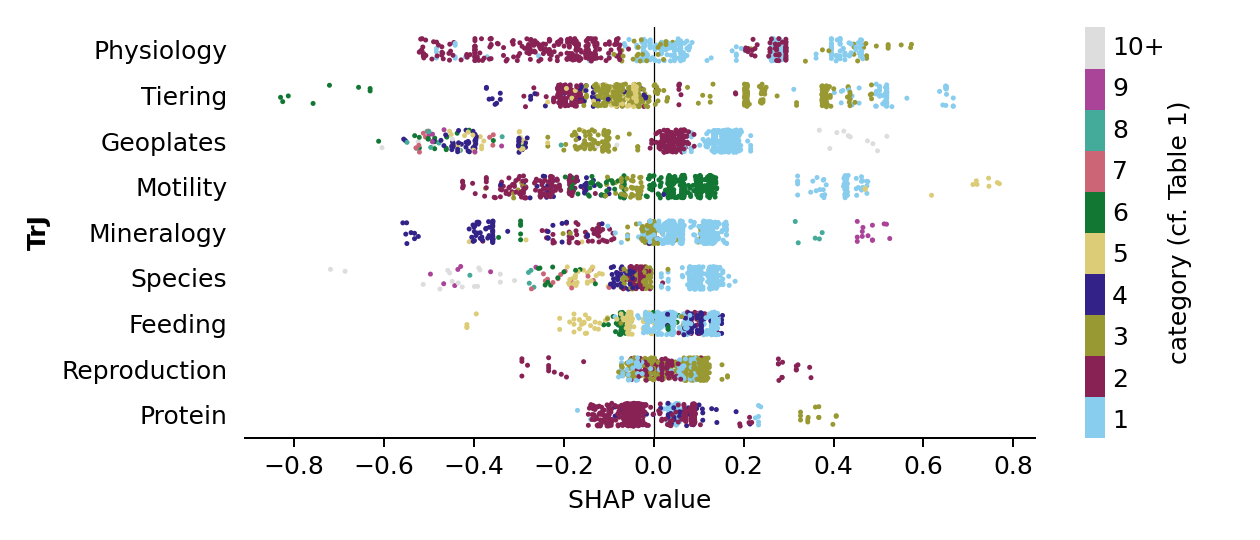 TrJ
Physiology
Tiering
Geoplates
Motility
Mineralogy
Species
Feeding
Reproduction
Protein
−0.8 −0.6 −0.4 −0.2 0.0 0.2 0.4 0.6 0.8
SHAP value
10+
9
8
7
6
5
4
3
2
1
category (cf. Table 1)